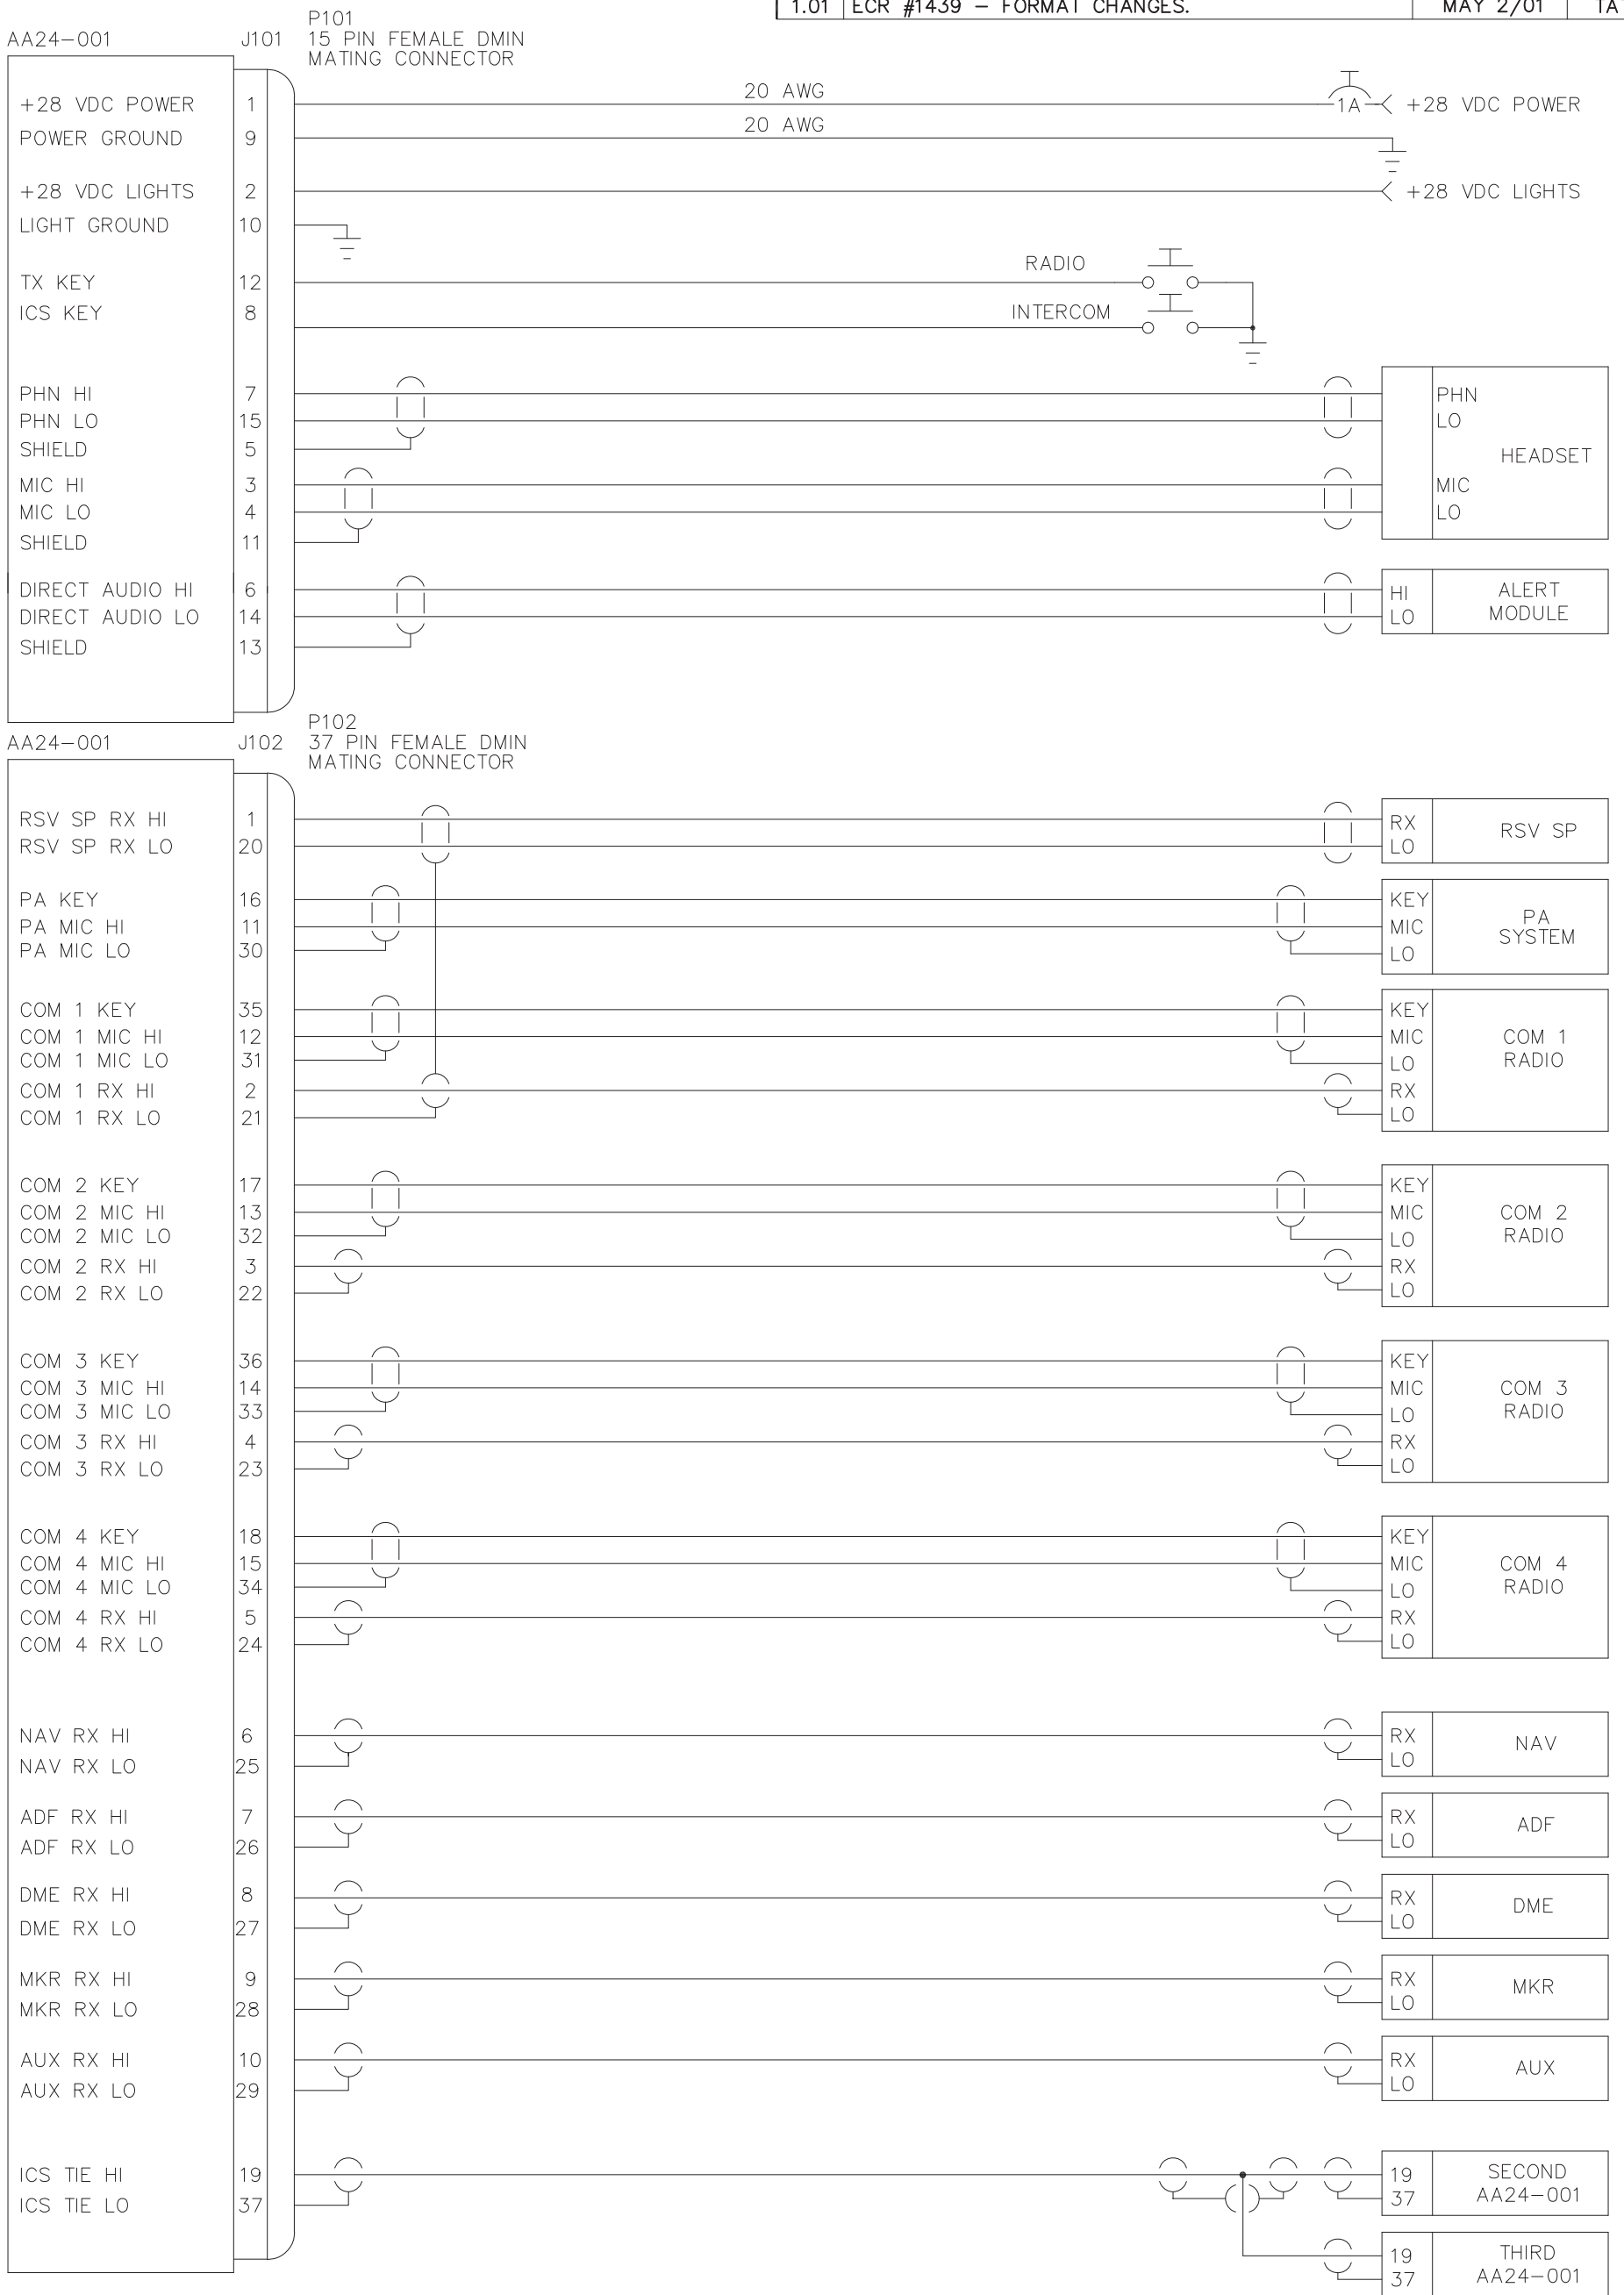 1.01 ECR #1439 – FORMAT CHANGES. MAY 2/01 TA
P101
AA24–001 J101 15 PIN FEMALE DMIN
MATING CONNECTOR
20 AWG
+28 VDC POWER 1 1A +28 VDC POWER
20 AWG
POWER GROUND 9
+28 VDC LIGHTS 2 +28 VDC LIGHTS
LIGHT GROUND 10
RADIO
TX KEY 12
INTERCOM
ICS KEY 8
PHN HI 7 PHN
PHN LO 15 LO
SHIELD 5
HEADSET
MIC HI 3 MIC
MIC LO 4 LO
SHIELD 11
DIRECT AUDIO HI 6 HI ALERT
DIRECT AUDIO LO 14 LO MODULE
SHIELD 13
P102
AA24–001 J102 37 PIN FEMALE DMIN
MATING CONNECTOR
RSV SP RX HI 1 RX RSV SP
RSV SP RX LO 20 LO
PA KEY 16 KEY PA
PA MIC HI 11 MIC SYSTEM
PA MIC LO 30 LO
COM 1 KEY 35 KEY
COM 1 MIC HI 12 MIC COM 1
COM 1 MIC LO 31 LO RADIO
COM 1 RX HI 2 RX
COM 1 RX LO 21 LO
COM 2 KEY 17 KEY
COM 2 MIC HI 13 MIC COM 2
COM 2 MIC LO 32 LO RADIO
COM 2 RX HI 3 RX
COM 2 RX LO 22 LO
COM 3 KEY 36 KEY
COM 3 MIC HI 14 MIC COM 3
COM 3 MIC LO 33 LO RADIO
COM 3 RX HI 4 RX
COM 3 RX LO 23 LO
COM 4 KEY 18 KEY
COM 4 MIC HI 15 MIC COM 4
COM 4 MIC LO 34 LO RADIO
COM 4 RX HI 5 RX
COM 4 RX LO 24 LO
NAV RX HI 6 RX NAV
NAV RX LO 25 LO
ADF RX HI 7 RX ADF
ADF RX LO 26 LO
DME RX HI 8 RX DME
DME RX LO 27 LO
MKR RX HI 9 RX MKR
MKR RX LO 28 LO
AUX RX HI 10 RX AUX
AUX RX LO 29 LO
ICS TIE HI 19 19 SECOND
ICS TIE LO 37 37 AA24–001
19 THIRD
37 AA24–001